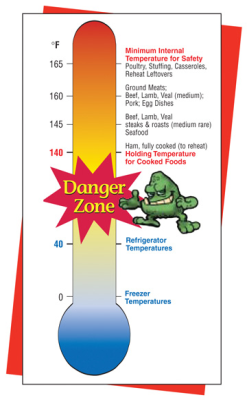 °F
Minimum Internal
Temperature for Safety
165 Poultry, Stuffing, Casseroles,
Reheat Leftovers
Ground Meats;
160 Beef, Lamb, Veal (medium);
Pork; Egg Dishes
Beef, Lamb, Veal
145 steaks & roasts (medium rare)
Seafood
Ham, fully cooked (to reheat)
140 Holding Temperature
for Cooked Foods
Danger
Zone
40 Refrigerator
Temperatures
0 Freezer
Temperatures